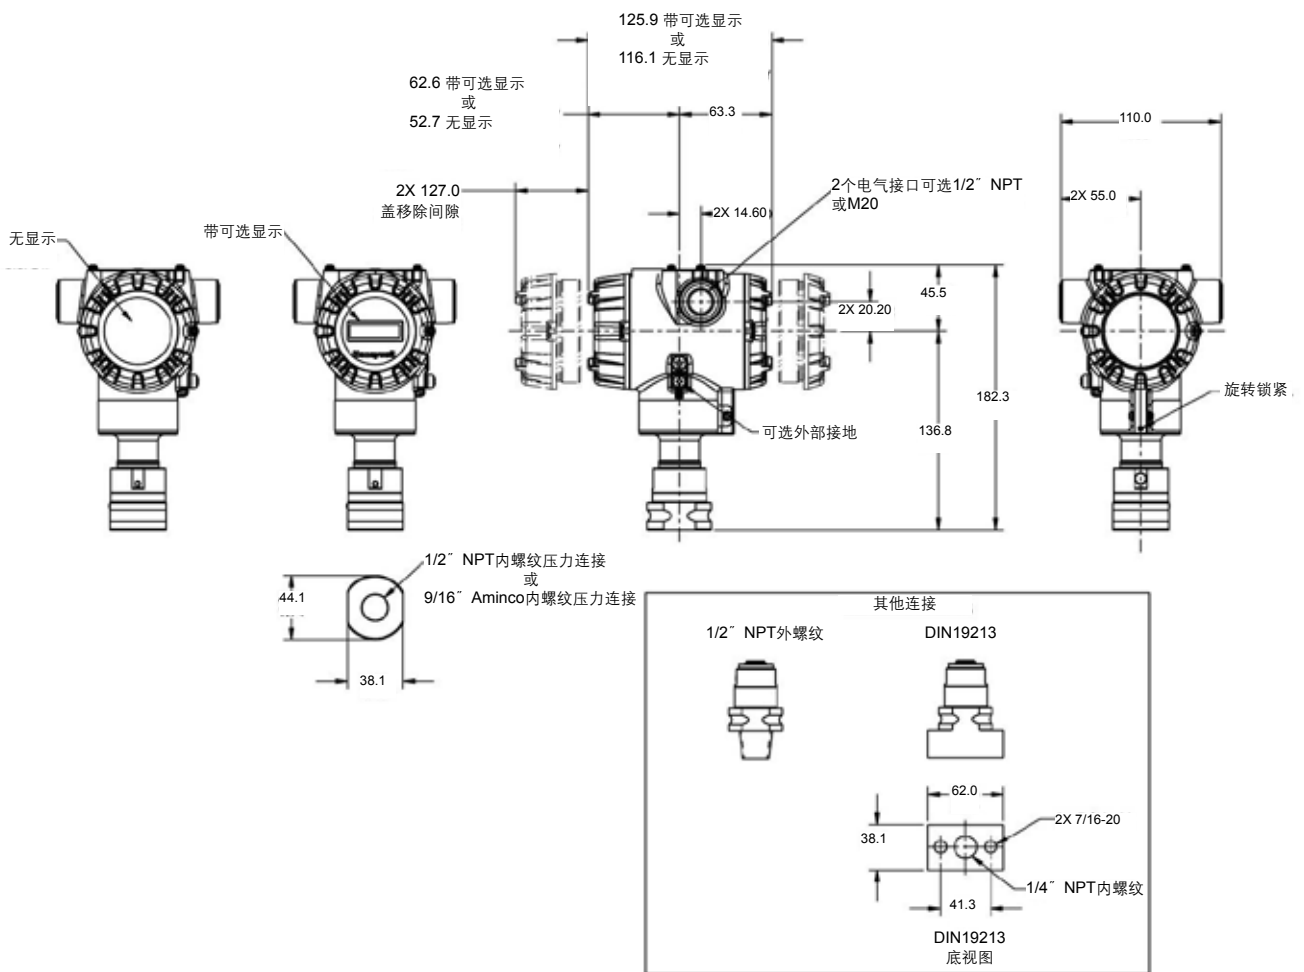 125.9 带可选显示
或
116.1 无显示
62.6 带可选显示
或
52.7 无显示
63.3
110.0
2X 127.0
盖移除间隙
2个电气接口可选1/2″ NPT
或M20
2X 14.60
2X 55.0
无显示
带可选显示
45.5
2X 20.20
Honeywell
182.3
旋转锁紧
136.8
可选外部接地
1/2″ NPT内螺纹压力连接
或
9/16″ Aminco内螺纹压力连接
44.1
38.1
其他连接
1/2″ NPT外螺纹
DIN19213
62.0
38.1
2X 7/16-20
1/4″ NPT内螺纹
41.3
DIN19213
底视图